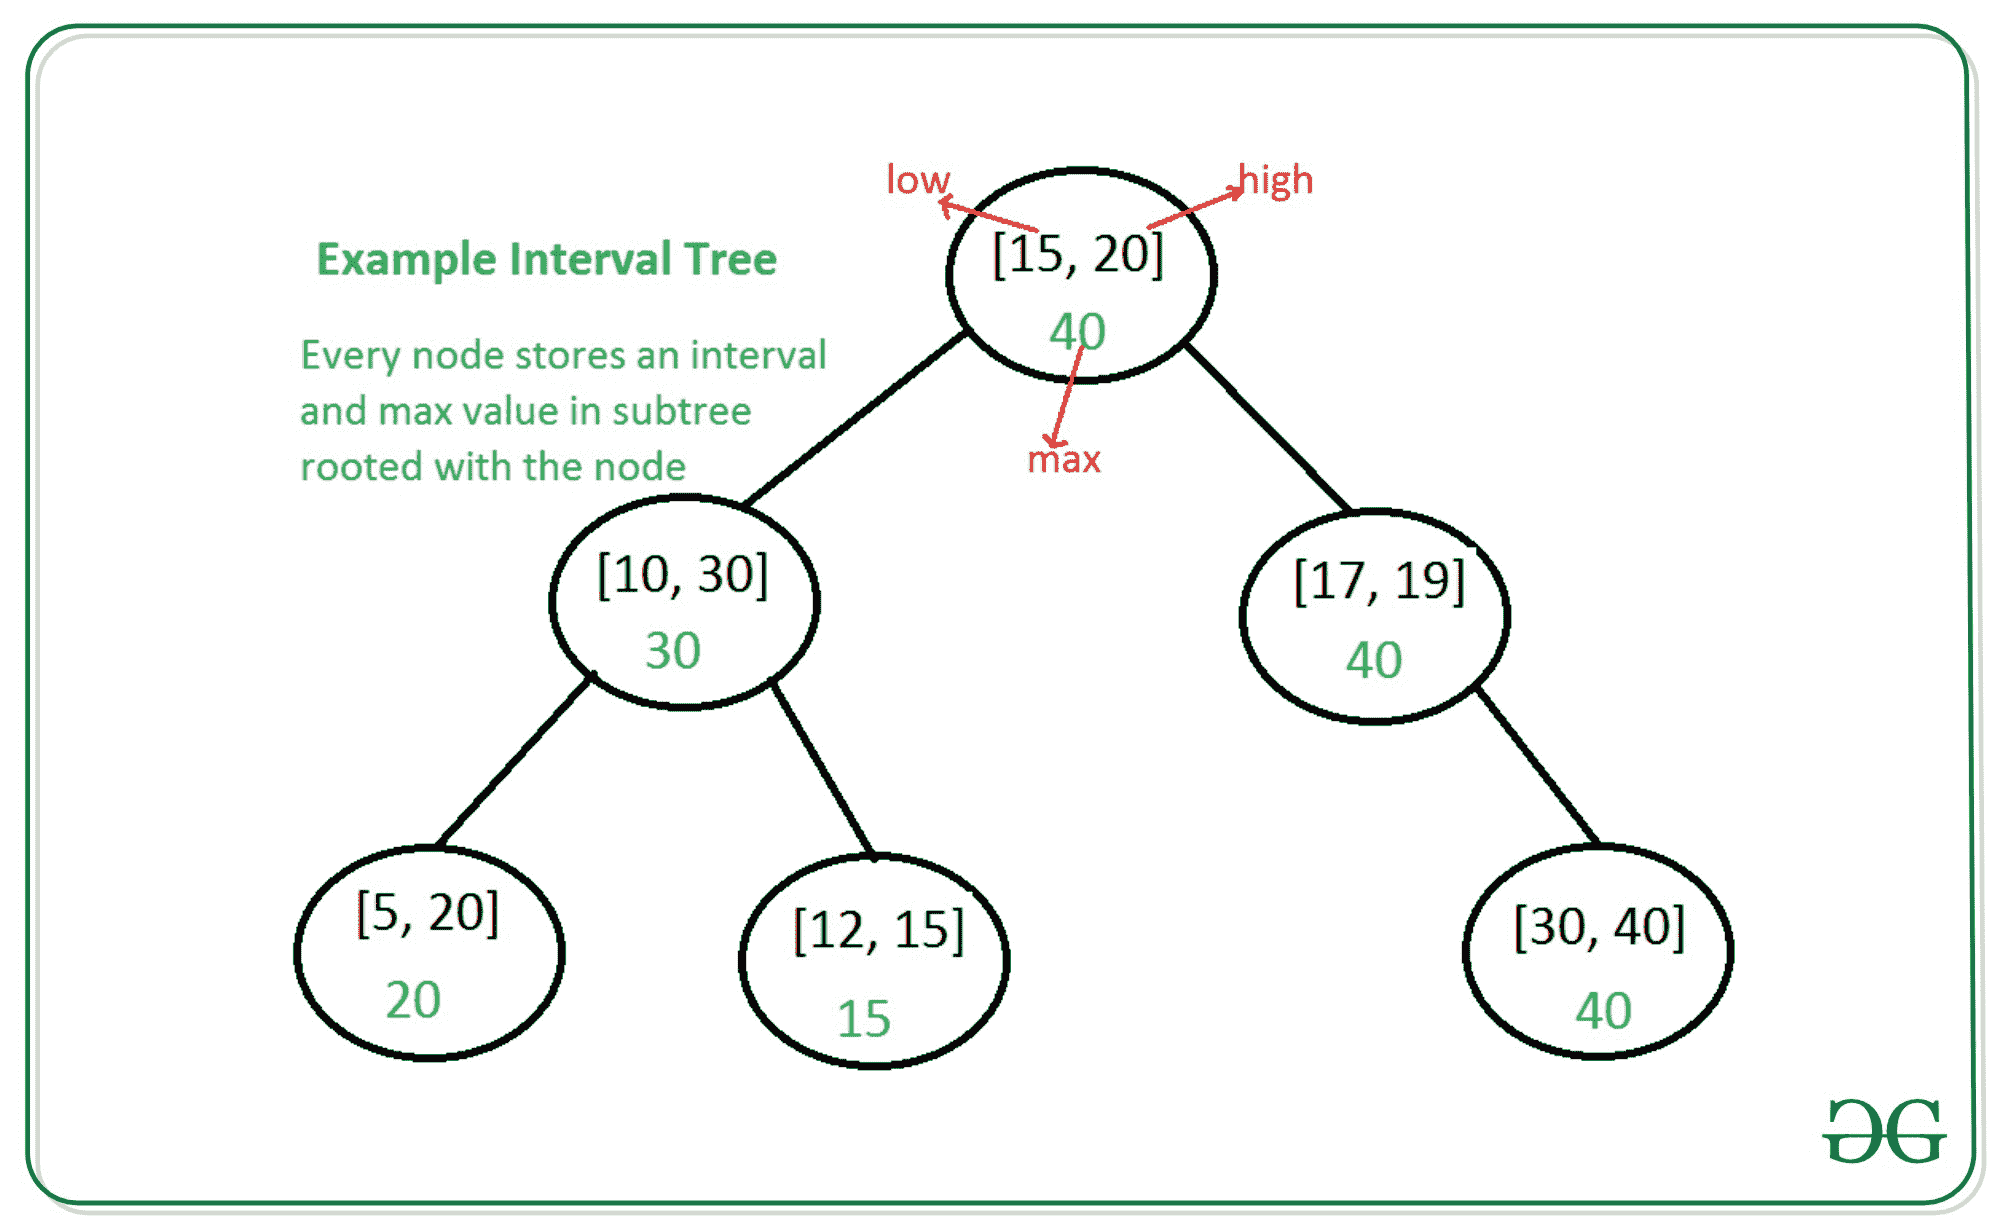 low
high
[15, 20]
40
max
Example Interval Tree
Every node stores an interval
and max value in subtree
rooted with the node
[10, 30]
30
[17, 19]
40
[5, 20]
20
[12, 15]
15
[30, 40]
40